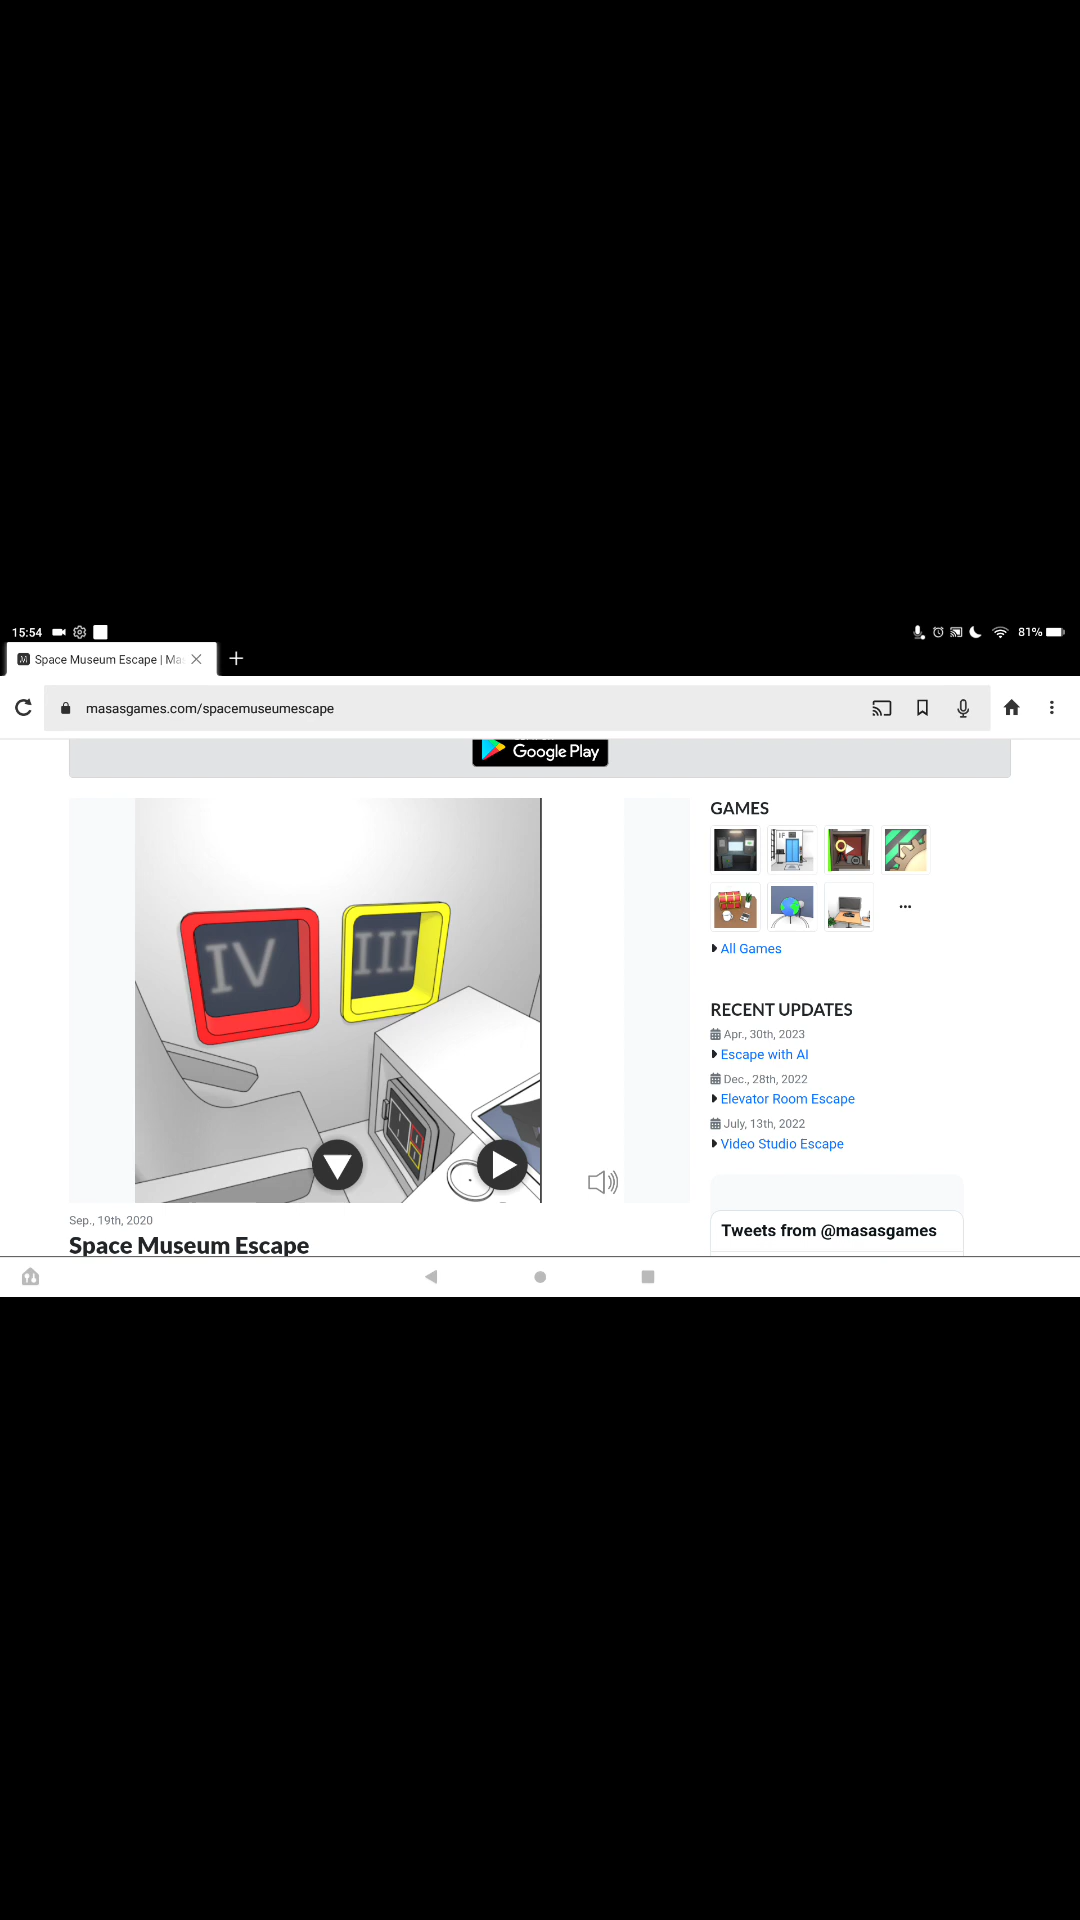 15:54
81%
Space Museum Escape | Ma
masasgames.com/spacemuseumescape
Google Play
IV
III
Sep., 19th, 2020
Space Museum Escape
GAMES
1F
...
All Games
RECENT UPDATES
Apr., 30th, 2023
Escape with AI
Dec., 28th, 2022
Elevator Room Escape
July, 13th, 2022
Video Studio Escape
Tweets from @masasgames